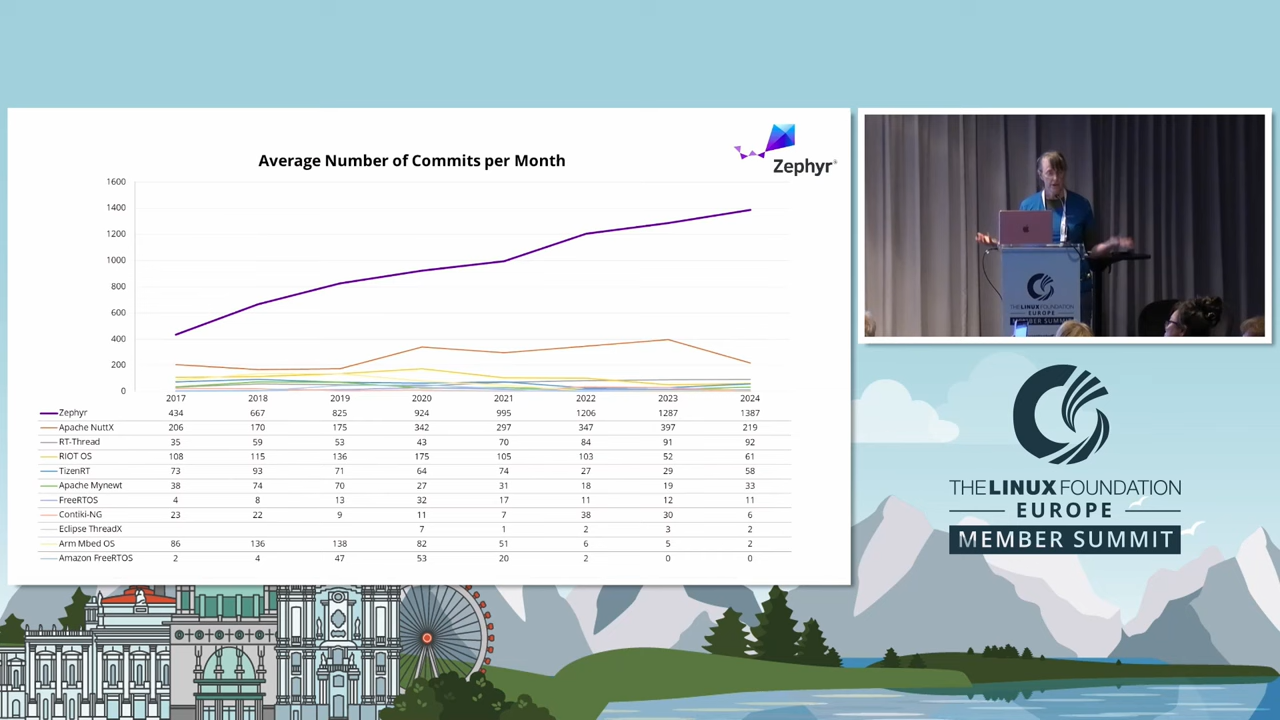 Average Number of Commits per Month
Zephyr®
1600
1400
1200
1000
800
600
400
200
0
2017 2018 2019 2020 2021 2022 2023 2024
Zephyr 434 667 825 924 995 1206 1287 1387
Apache NuttX 206 170 175 342 297 347 397 219
RT-Thread 35 59 53 43 70 84 91 92
RIOT OS 108 115 136 175 105 103 52 61
TizenRT 73 93 71 64 74 27 29 58
Apache Mynewt 38 74 70 27 31 18 19 33
FreeRTOS 4 8 13 32 17 11 12 11
Contiki-NG 23 22 9 11 7 38 30 6
Eclipse ThreadX 7 1 2 3 2
Arm Mbed OS 86 136 138 82 51 6 5 2
Amazon FreeRTOS 2 4 47 53 20 2 0 0
THE LINUX FOUNDATION
EUROPE
MEMBER SUMMIT
THE LINUX FOUNDATION
EUROPE
MEMBER SUMMIT